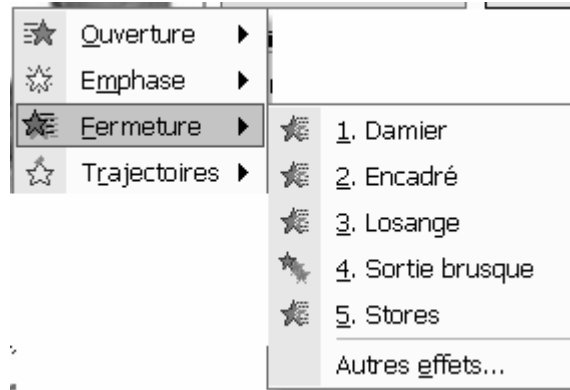 Ouverture
Emphase
Fermeture
Trajectoires
1. Damier
2. Encadré
3. Losange
4. Sortie brusque
5. Stores
Autres effets...